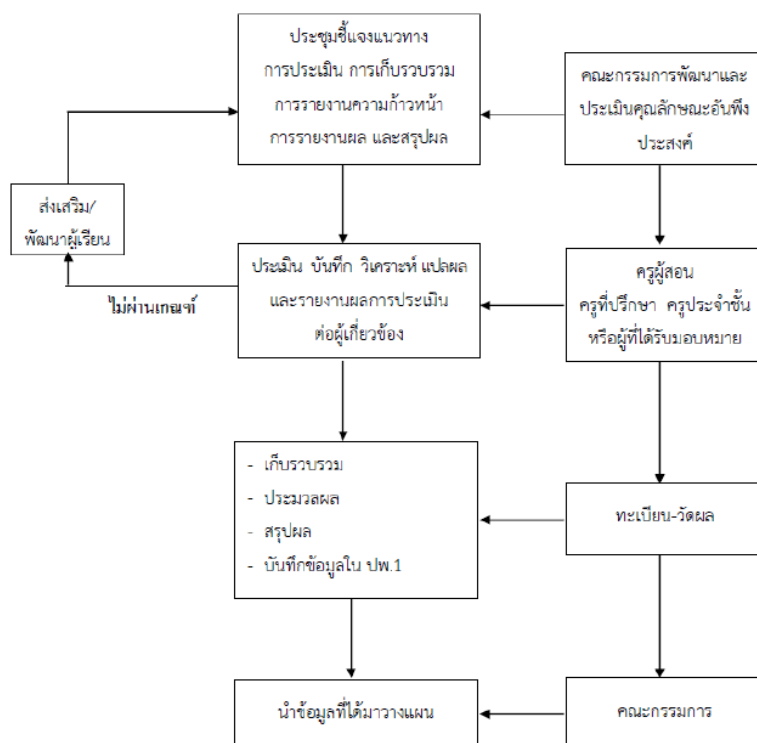 ประชุมชี้แจงแนวทาง
การประเมิน การเก็บรวบรวม
การรายงานความก้าวหน้า
การรายงานผล และสรุปผล
คณะกรรมการพัฒนาและ
ประเมินคุณลักษณะอันพึง
ประสงค์
ส่งเสริม/
พัฒนาผู้เรียน
ไม่ผ่านเกณฑ์
ประเมิน บันทึก วิเคราะห์ แปลผล
และรายงานผลการประเมิน
ต่อผู้เกี่ยวข้อง
ครูผู้สอน
ครูที่ปรึกษา ครูประจำชั้น
หรือผู้ที่ได้รับมอบหมาย
- เก็บรวบรวม
- ประมวลผล
- สรุปผล
- บันทึกข้อมูลใน ปพ.1
ทะเบียน-วัดผล
นำข้อมูลที่ได้มาวางแผน
คณะกรรมการ